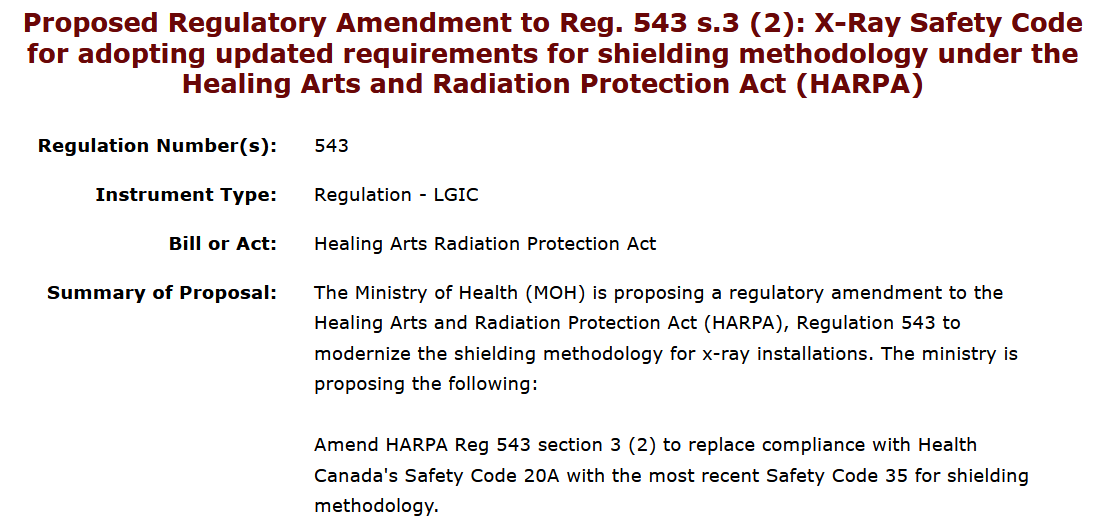 Proposed Regulatory Amendment to Reg. 543 s.3 (2): X-Ray Safety Code
for adopting updated requirements for shielding methodology under the
Healing Arts and Radiation Protection Act (HARPA)
Regulation Number(s): 543
Instrument Type: Regulation - LGIC
Bill or Act: Healing Arts Radiation Protection Act
Summary of Proposal: The Ministry of Health (MOH) is proposing a regulatory amendment to the
Healing Arts and Radiation Protection Act (HARPA), Regulation 543 to
modernize the shielding methodology for x-ray installations. The ministry is
proposing the following:
Amend HARPA Reg 543 section 3 (2) to replace compliance with Health
Canada's Safety Code 20A with the most recent Safety Code 35 for shielding
methodology.